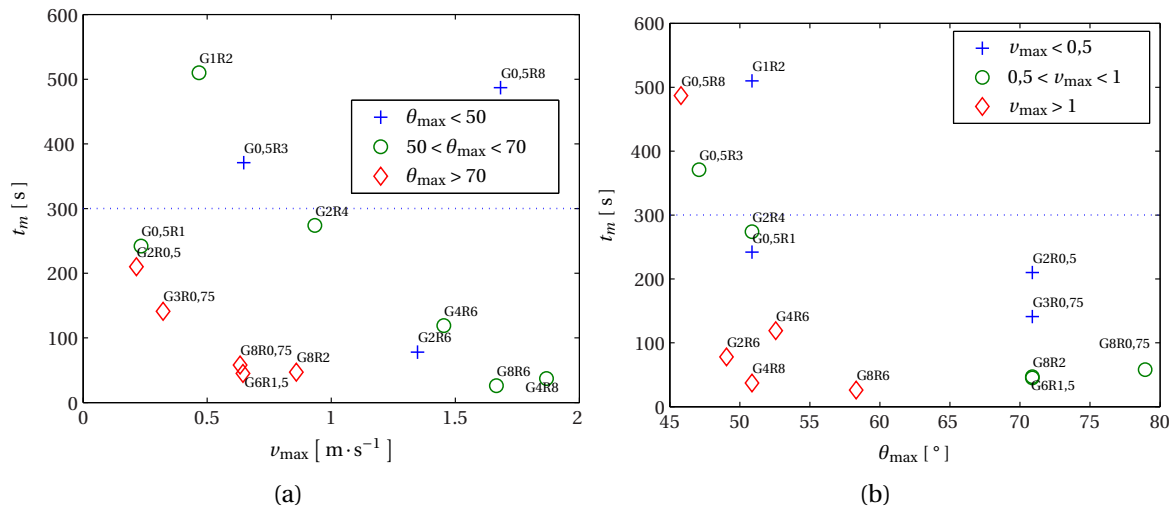 600
500
400
300
200
100
0
t_m [ s ]
0
0.5
1
1.5
2
v_max [ m · s⁻¹ ]
G1R2
G0,5R8
G0,5R3
G2R4
G0,5R1
G2R0,5
G3R0,75
G4R6
G2R6
G8R0,75
G6R1,5
G8R2
G8R6
G4R8
θ_max < 50
50 < θ_max < 70
θ_max > 70
(a)
600
500
400
300
200
100
0
t_m [ s ]
45
50
55
60
65
70
75
80
θ_max [ ° ]
G0,5R8
G1R2
G0,5R3
G2R4
G0,5R1
G2R0,5
G3R0,75
G4R6
G2R6
G4R8
G8R6
G8R2
G6R1,5
G8R0,75
v_max < 0,5
0,5 < v_max < 1
v_max > 1
(b)